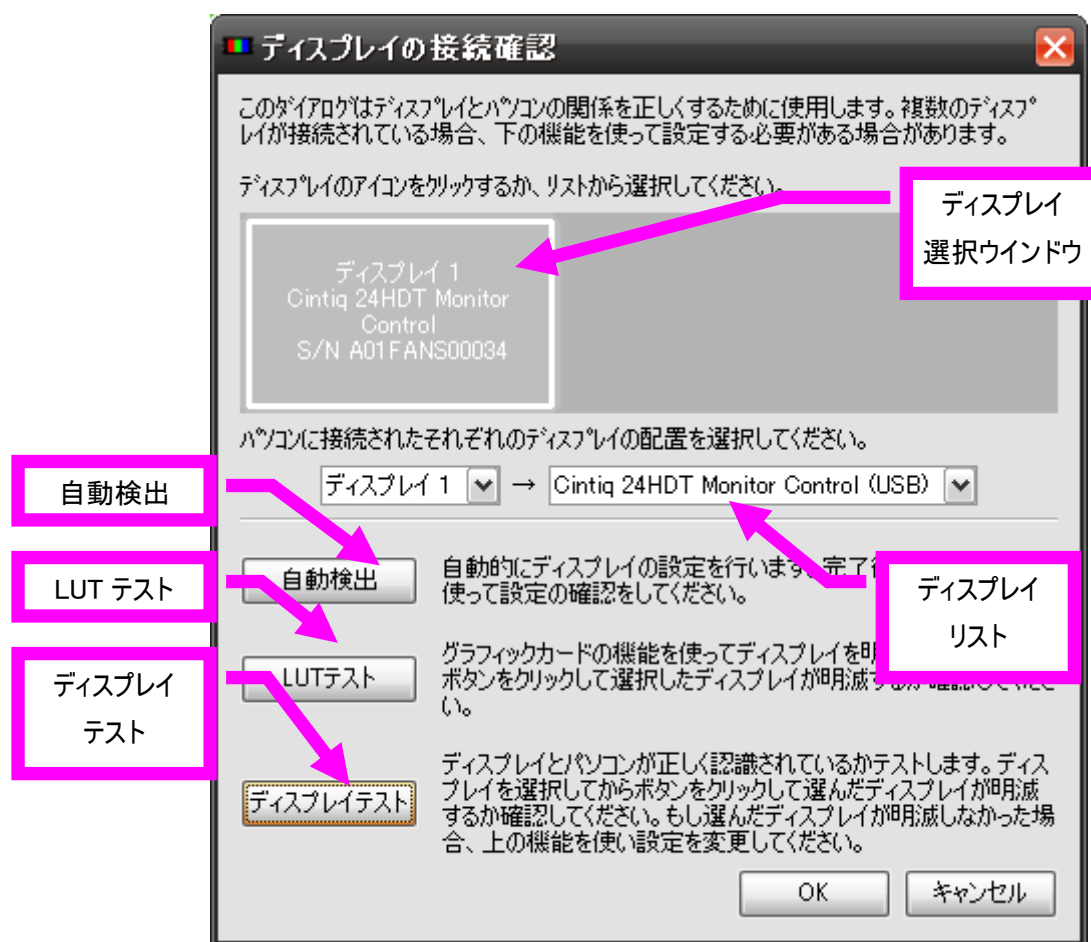 ディスプレイの接続確認
このダイアログはディスプレイとパソコンの関係を正しくするために使用します。複数のディスプ
レイが接続されている場合、下の機能を使って設定する必要がある場合があります。
ディスプレイのアイコンをクリックするか、リストから選択してください。
ディスプレイ
選択ウインドウ
ディスプレイ 1
Cintiq 24HDT Monitor
Control
S/N A01FANS00034
パソコンに接続されたそれぞれのディスプレイの配置を選択してください。
ディスプレイ 1 → Cintiq 24HDT Monitor Control (USB)
自動検出
自動検出
自動的にディスプレイの設定を行います。完了
使って設定の確認をしてください。
ディスプレイ
リスト
LUT テスト
LUTテスト
グラフィックカードの機能を使ってディスプレイを明
ボタンをクリックして選択したディスプレイが明滅するか確認してくださ
い。
ディスプレイ
テスト
ディスプレイテスト
ディスプレイとパソコンが正しく認識されているかテストします。ディス
プレイを選択してからボタンをクリックして選んだディスプレイが明滅
するか確認してください。もし選んだディスプレイが明滅しなかった場
合、上の機能を使い設定を変更してください。
OK
キャンセル